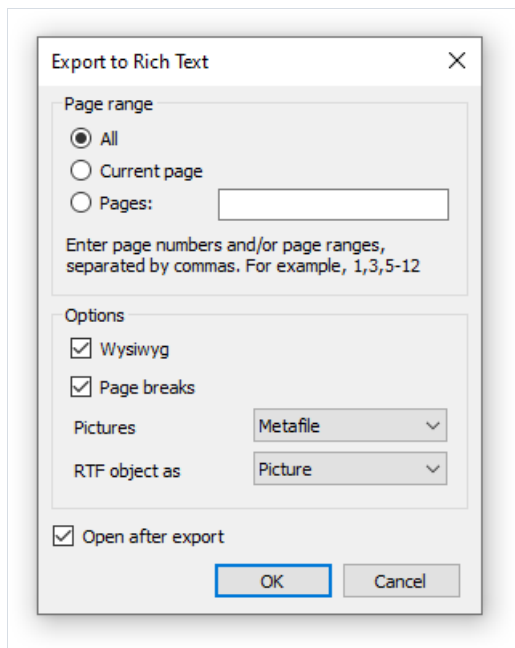 Export to Rich Text
Page range
All
Current page
Pages:
Enter page numbers and/or page ranges,
separated by commas. For example, 1,3,5-12
Options
Wysiwyg
Page breaks
Pictures Metafile
RTF object as Picture
Open after export
OK Cancel